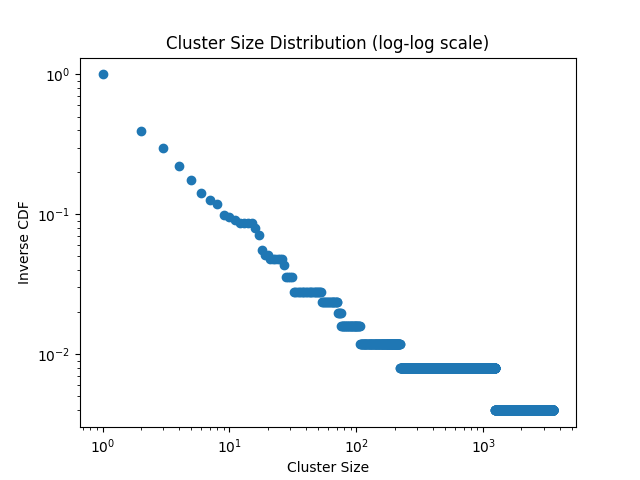 Cluster Size Distribution (log-log scale)
10⁰
10⁻¹
10⁻²
Inverse CDF
10⁰ 10¹ 10² 10³
Cluster Size